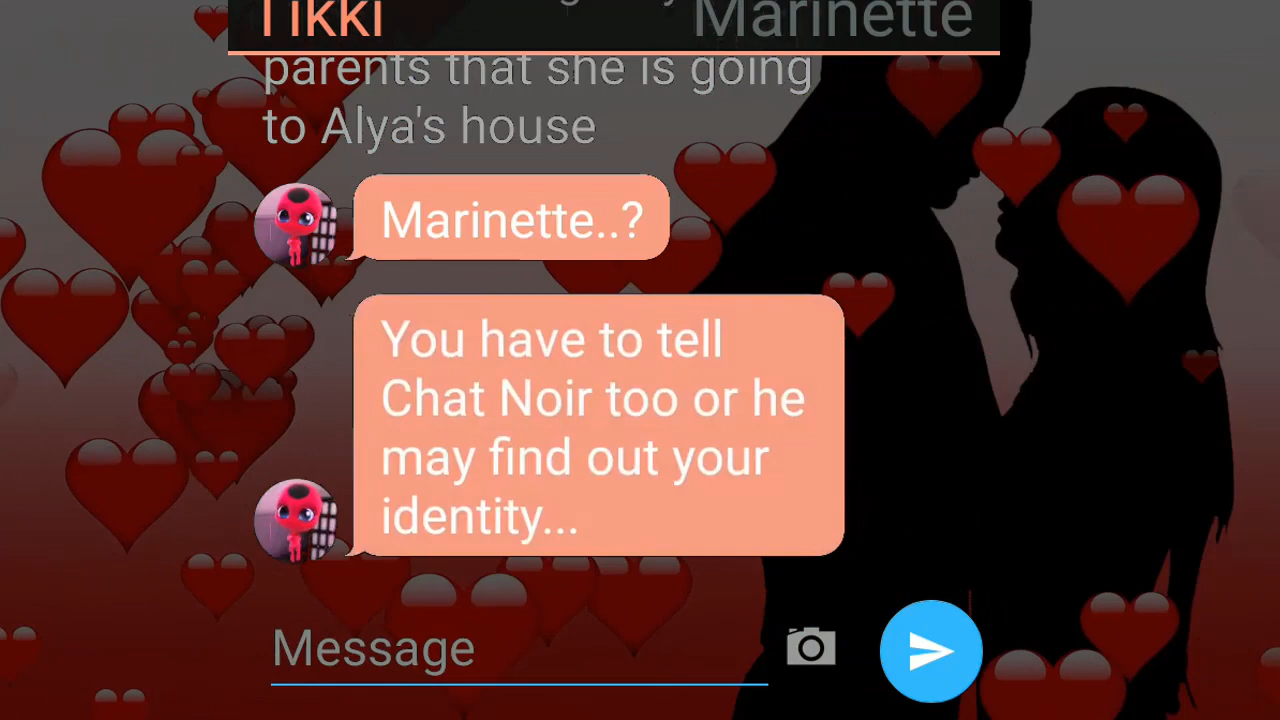 Tikki Marinette
parents that she is going
to Alya's house
Marinette..?
You have to tell
Chat Noir too or he
may find out your
identity...
Message